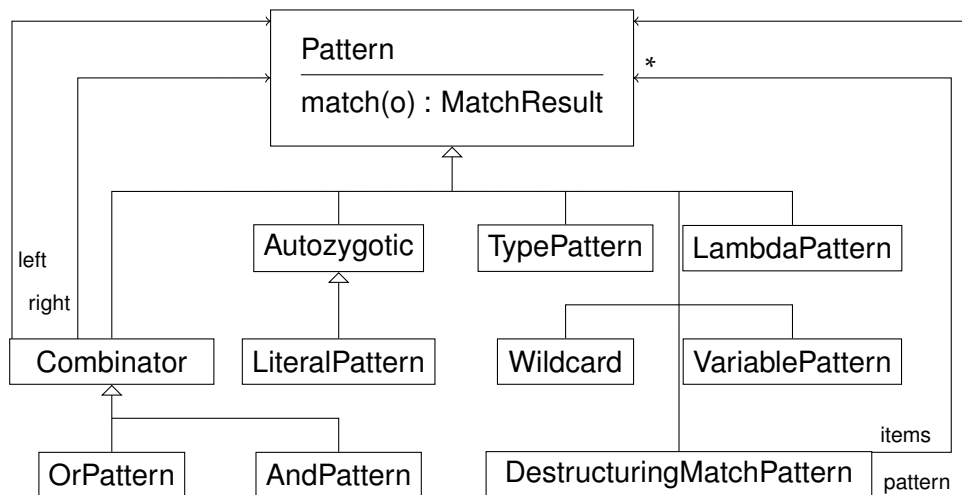 Pattern
*
match(o) : MatchResult
Autozygotic
TypePattern
LambdaPattern
left
right
Combinator
LiteralPattern
Wildcard
VariablePattern
items
OrPattern
AndPattern
DestructuringMatchPattern
pattern